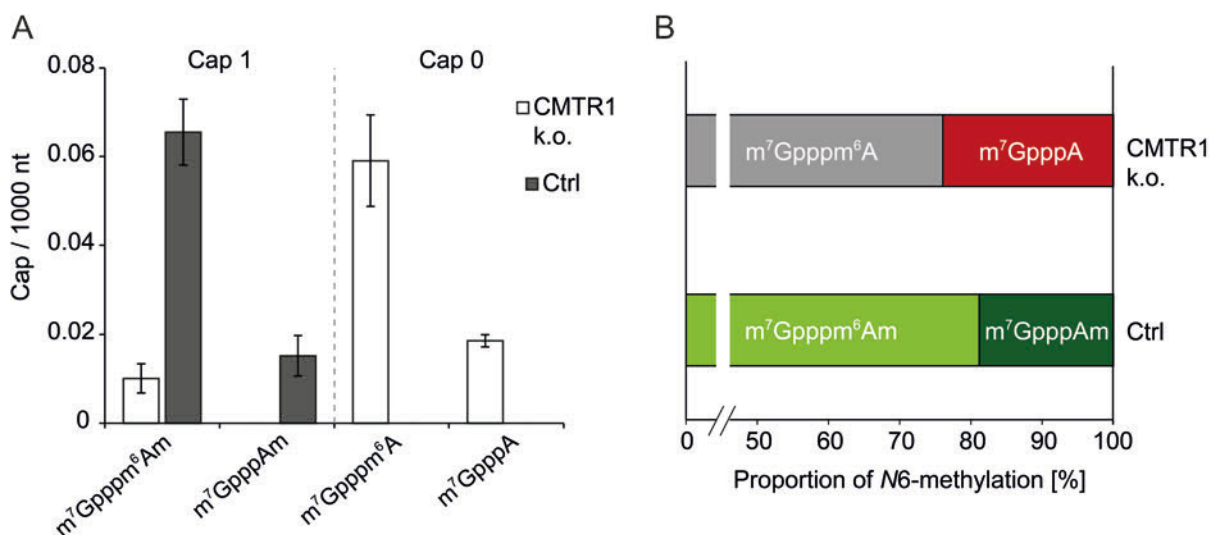 A
Cap 1
Cap 0
Cap / 1000 nt
0.08
0.06
0.04
0.02
0
CMTR1
k.o.
Ctrl
m⁷Gpppm⁶Am
m⁷GpppAm
m⁷Gpppm⁶A
m⁷GpppA
B
m⁷Gpppm⁶A
m⁷GpppA
CMTR1
k.o.
m⁷Gpppm⁶Am
m⁷GpppAm
Ctrl
0 50 60 70 80 90 100
Proportion of N6-methylation [%]